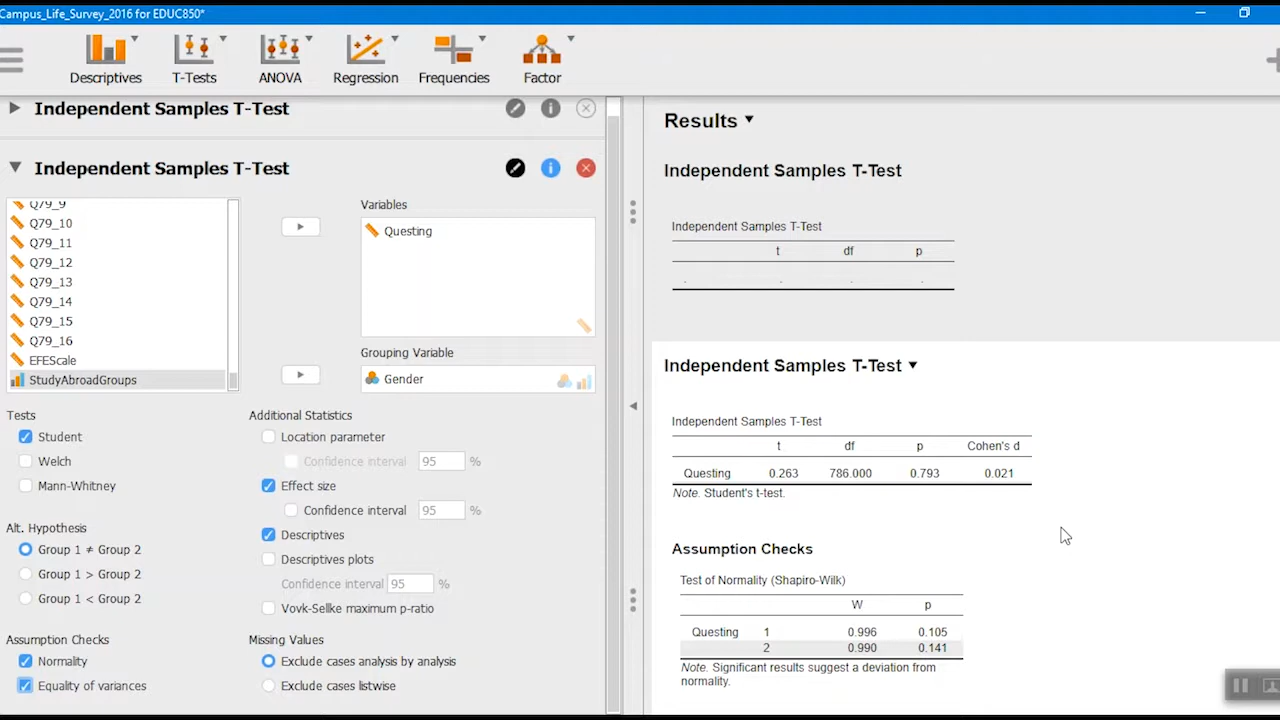 Campus_Life_Survey_2016 for EDUC850*
Descriptives T-Tests ANOVA Regression Frequencies Factor
Independent Samples T-Test
Independent Samples T-Test
Q79_9
Q79_10
Q79_11
Q79_12
Q79_13
Q79_14
Q79_15
Q79_16
EFEScale
StudyAbroadGroups
Variables
Questing
Grouping Variable
Gender
Tests
Student
Welch
Mann-Whitney
Alt. Hypothesis
Group 1 ≠ Group 2
Group 1 > Group 2
Group 1 < Group 2
Assumption Checks
Normality
Equality of variances
Additional Statistics
Location parameter
Confidence interval 95 %
Effect size
Confidence interval 95 %
Descriptives
Descriptives plots
Confidence interval 95 %
Vovk-Sellke maximum p-ratio
Missing Values
Exclude cases analysis by analysis
Exclude cases listwise
Results
Independent Samples T-Test
Independent Samples T-Test
t df p
. . . .
Independent Samples T-Test
Independent Samples T-Test
t df p Cohen's d
Questing 0.263 786.000 0.793 0.021
Note. Student's t-test.
Assumption Checks
Test of Normality (Shapiro-Wilk)
W p
Questing 1 0.996 0.105
2 0.990 0.141
Note. Significant results suggest a deviation from
normality.